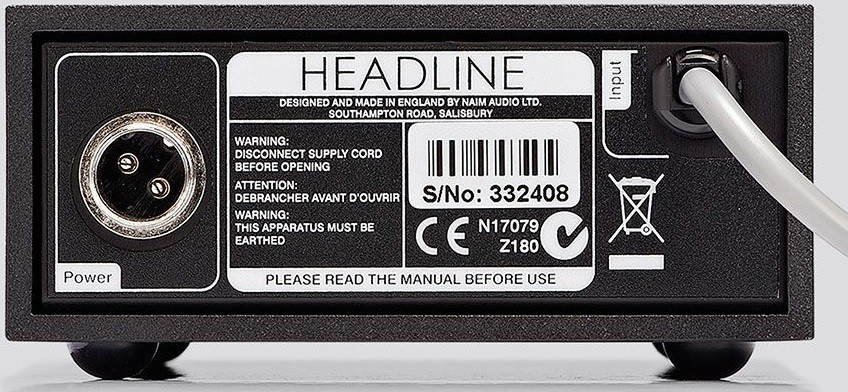 HEADLINE
DESIGNED AND MADE IN ENGLAND BY NAIM AUDIO LTD.
SOUTHAMPTON ROAD, SALISBURY
WARNING:
DISCONNECT SUPPLY CORD
BEFORE OPENING
ATTENTION:
DEBRANCHER AVANT D'OUVRIR
WARNING:
THIS APPARATUS MUST BE
EARTHED
S/No: 332408
CE
N17079
Z180
PLEASE READ THE MANUAL BEFORE USE
Power
Input